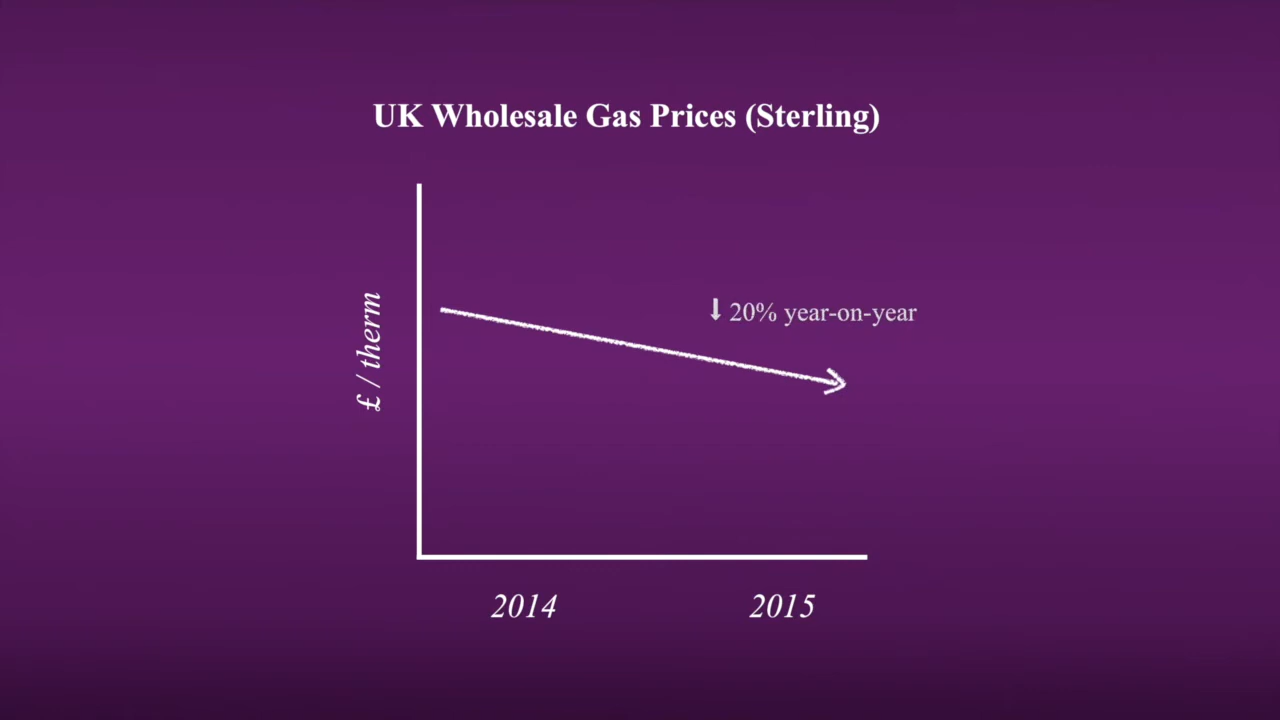 UK Wholesale Gas Prices (Sterling)
£ / therm
⬇ 20% year-on-year
2014
2015